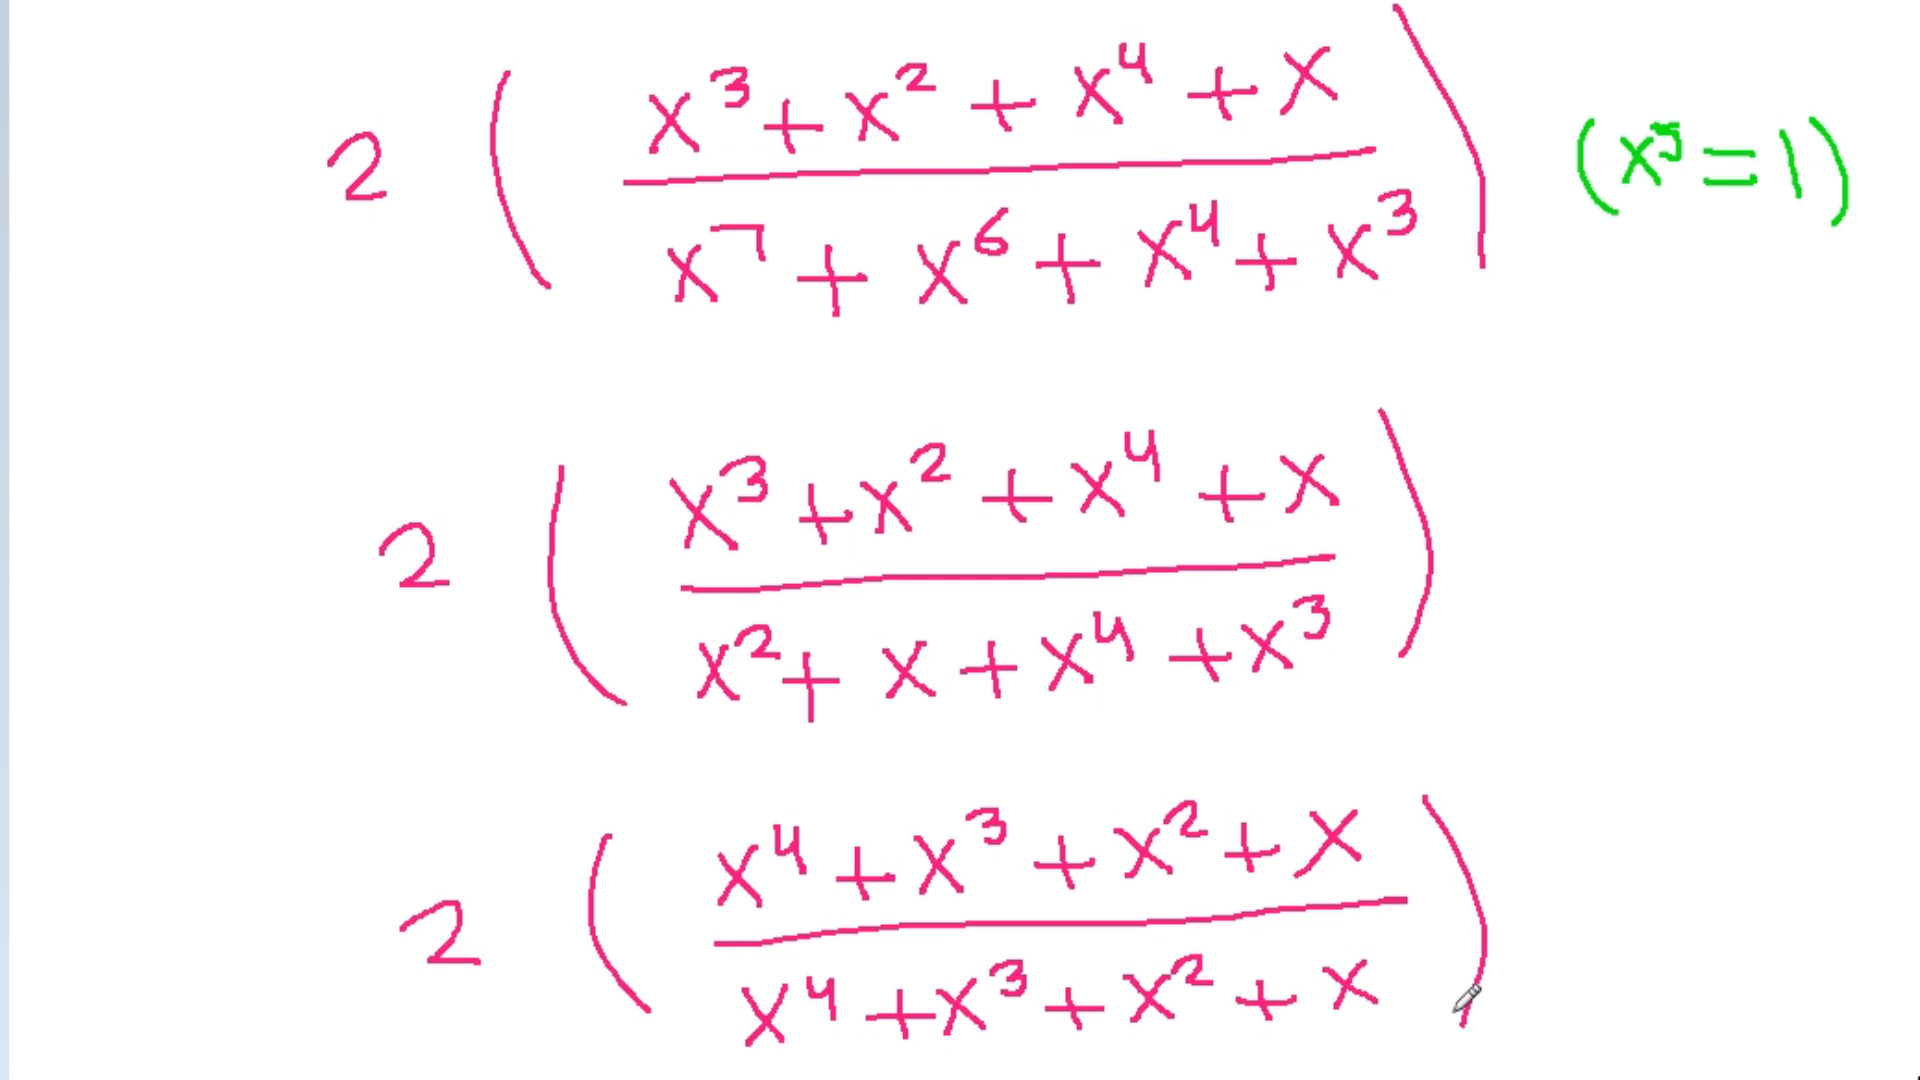 2 ( x³ + x² + x⁴ + x / x⁷ + x⁶ + x⁴ + x³ ) (x⁵ = 1)
2 ( x³ + x² + x⁴ + x / x² + x + x⁴ + x³ )
2 ( x⁴ + x³ + x² + x / x⁴ + x³ + x² + x )